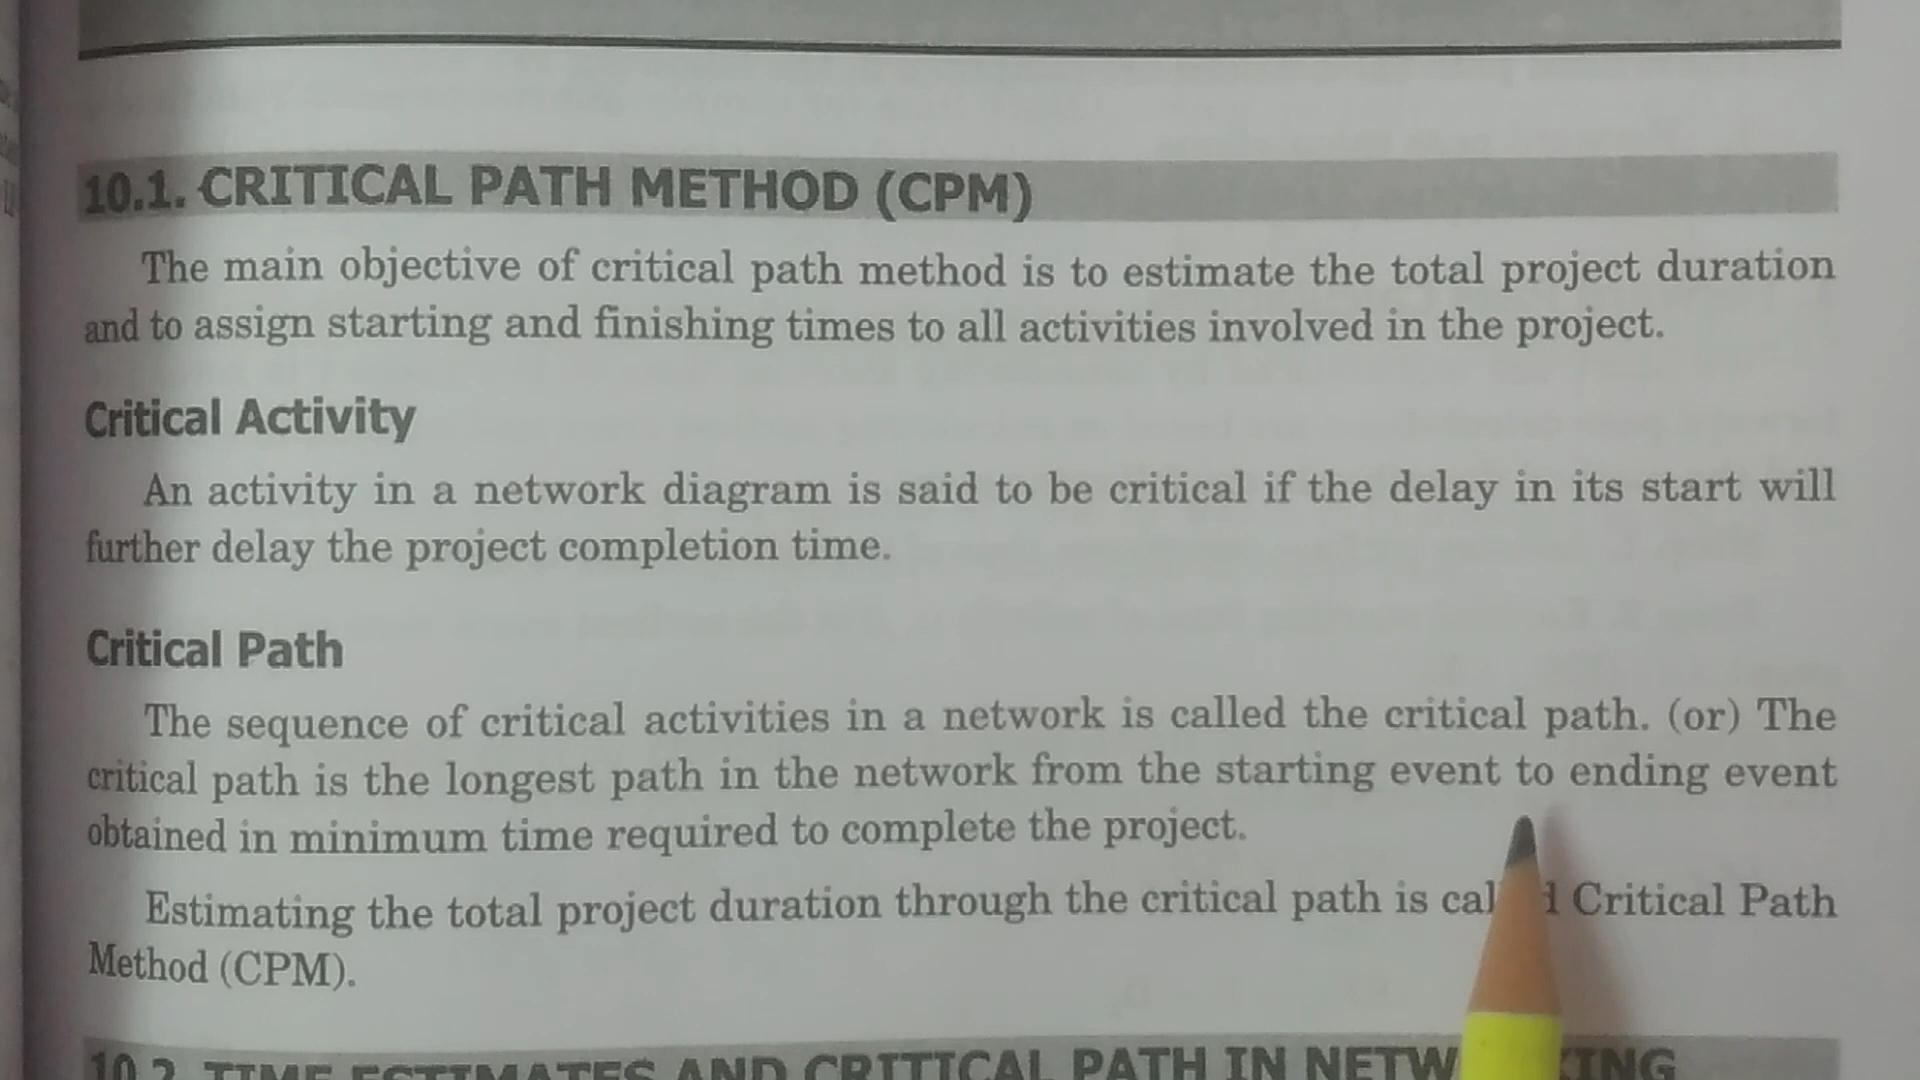 10.1. CRITICAL PATH METHOD (CPM)
The main objective of critical path method is to estimate the total project duration
and to assign starting and finishing times to all activities involved in the project.
Critical Activity
An activity in a network diagram is said to be critical if the delay in its start will
further delay the project completion time.
Critical Path
The sequence of critical activities in a network is called the critical path. (or) The
critical path is the longest path in the network from the starting event to ending event
obtained in minimum time required to complete the project.
Estimating the total project duration through the critical path is Critical Path
Method (CPM).
10.2 TIME ESTIMATES AND CRITICAL PATH IN